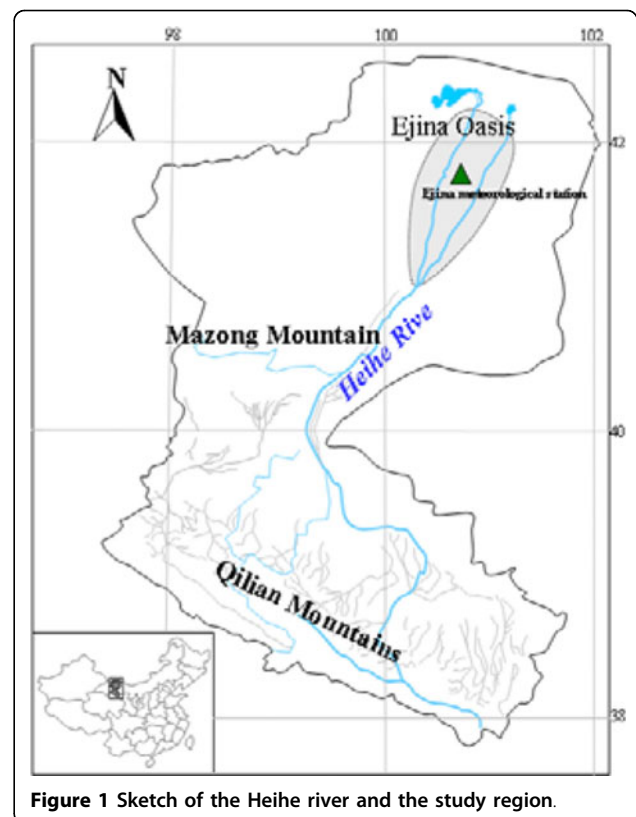 98 100 102
N
Ejina Oasis
42
Ejina meteorological station
Mazong Mountain
Heihe Rive
40
Qilian Mountains
38
Figure 1 Sketch of the Heihe river and the study region.